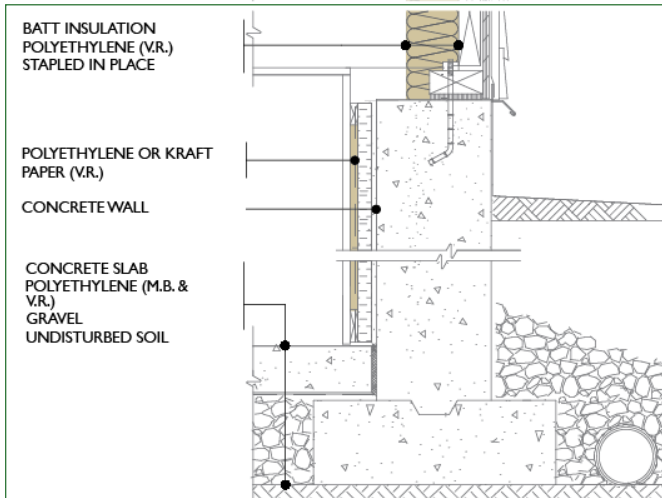 BATT INSULATION
POLYETHYLENE (V.R.)
STAPLED IN PLACE
POLYETHYLENE OR KRAFT
PAPER (V.R.)
CONCRETE WALL
CONCRETE SLAB
POLYETHYLENE (M.B. &
V.R.)
GRAVEL
UNDISTURBED SOIL